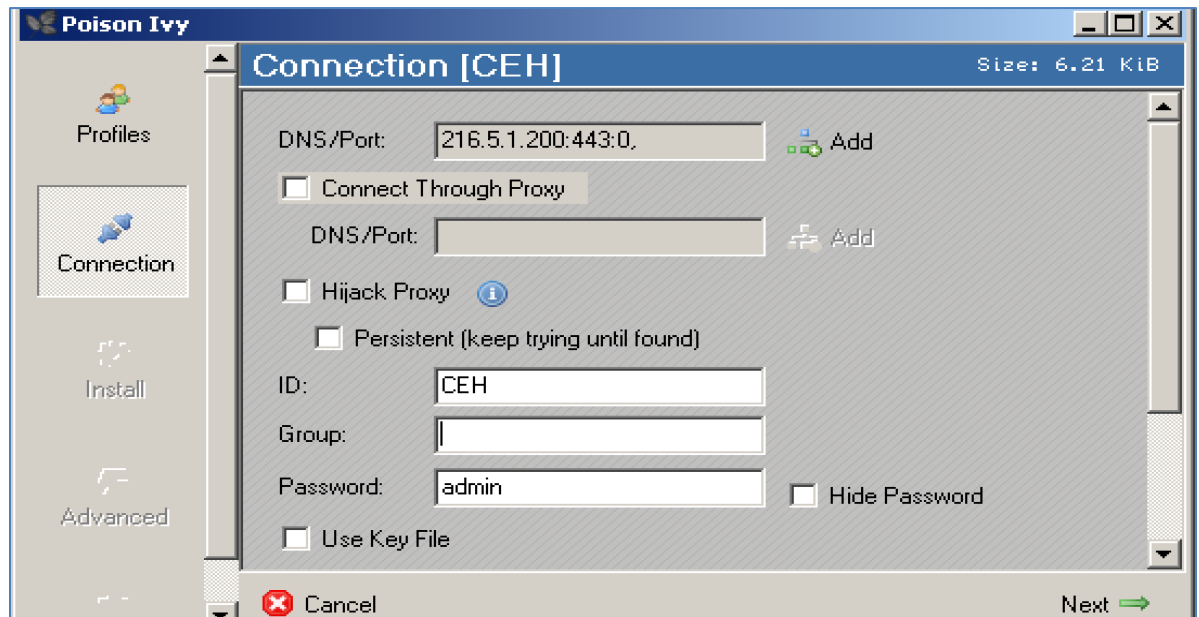 Poison Ivy
Connection [CEH] Size: 6.21 KiB
Profiles
DNS/Port: 216.5.1.200:443:0, Add
Connect Through Proxy
DNS/Port: Add
Connection
Hijack Proxy
Persistent (keep trying until found)
Install
ID: CEH
Group:
Password: admin Hide Password
Advanced
Use Key File
Cancel Next